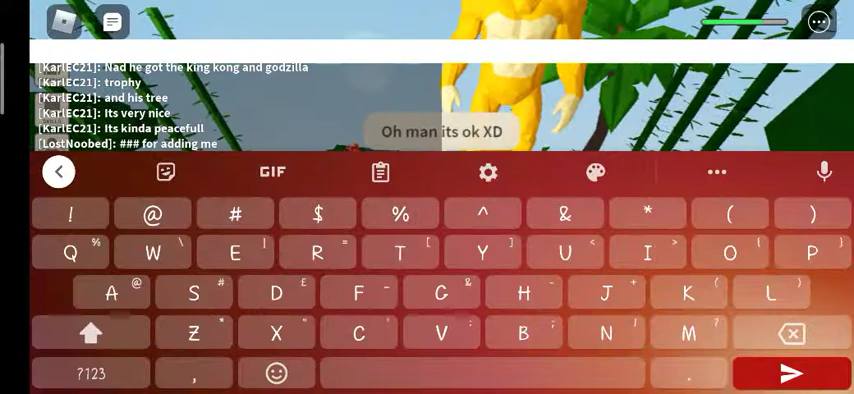 [KarlEC21]: Nad he got the king kong and godzilla
[KarlEC21]: trophy
[KarlEC21]: and his tree
[KarlEC21]: Its very nice
[KarlEC21]: Its kinda peacefull
[LostNoobed]: ### for adding me
Oh man its ok XD
GIF
! @ # $ % ^ & * ( )
% \ | = [ ] < > { }
Q W E R T Y U I O P
@ # £ - & - + ( )
A S D F G H J K L
* " ' : ; ! ?
Z X C V B N M
?123 , .